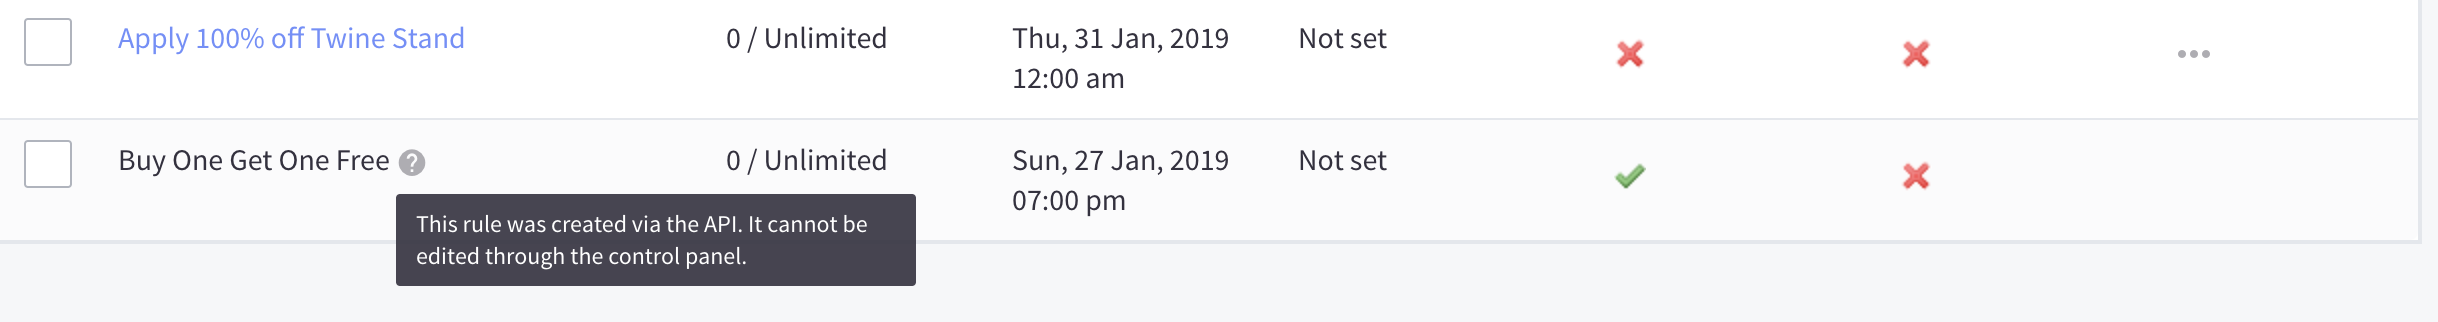 Apply 100% off Twine Stand 0 / Unlimited Thu, 31 Jan, 2019 Not set
12:00 am
Buy One Get One Free ? 0 / Unlimited Sun, 27 Jan, 2019 Not set
07:00 pm
This rule was created via the API. It cannot be
edited through the control panel.